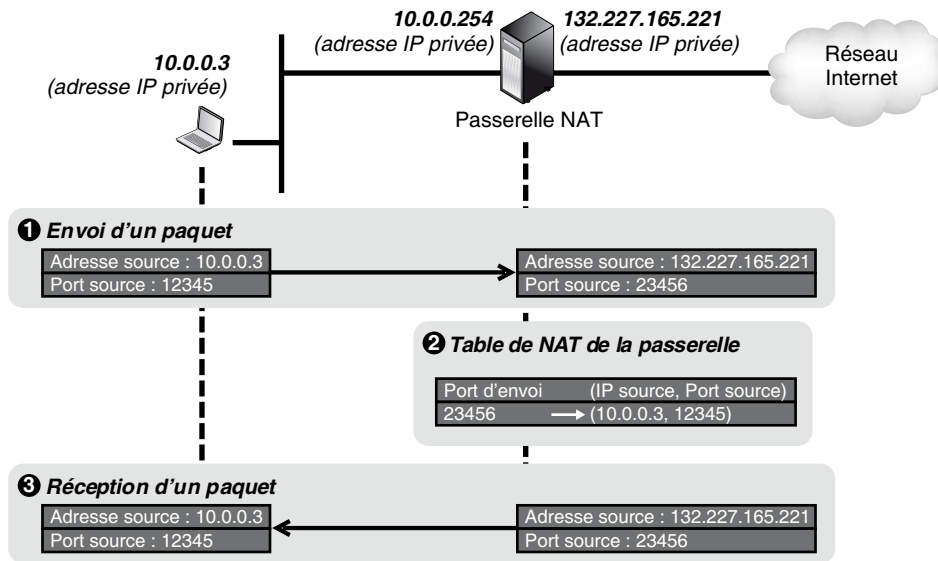 10.0.0.254
(adresse IP privée)
132.227.165.221
(adresse IP privée)
10.0.0.3
(adresse IP privée)
Réseau
Internet
Passerelle NAT
❶ Envoi d’un paquet
Adresse source : 10.0.0.3
Port source : 12345
Adresse source : 132.227.165.221
Port source : 23456
❷ Table de NAT de la passerelle
Port d’envoi (IP source, Port source)
23456 → (10.0.0.3, 12345)
❸ Réception d’un paquet
Adresse source : 10.0.0.3
Port source : 12345
Adresse source : 132.227.165.221
Port source : 23456